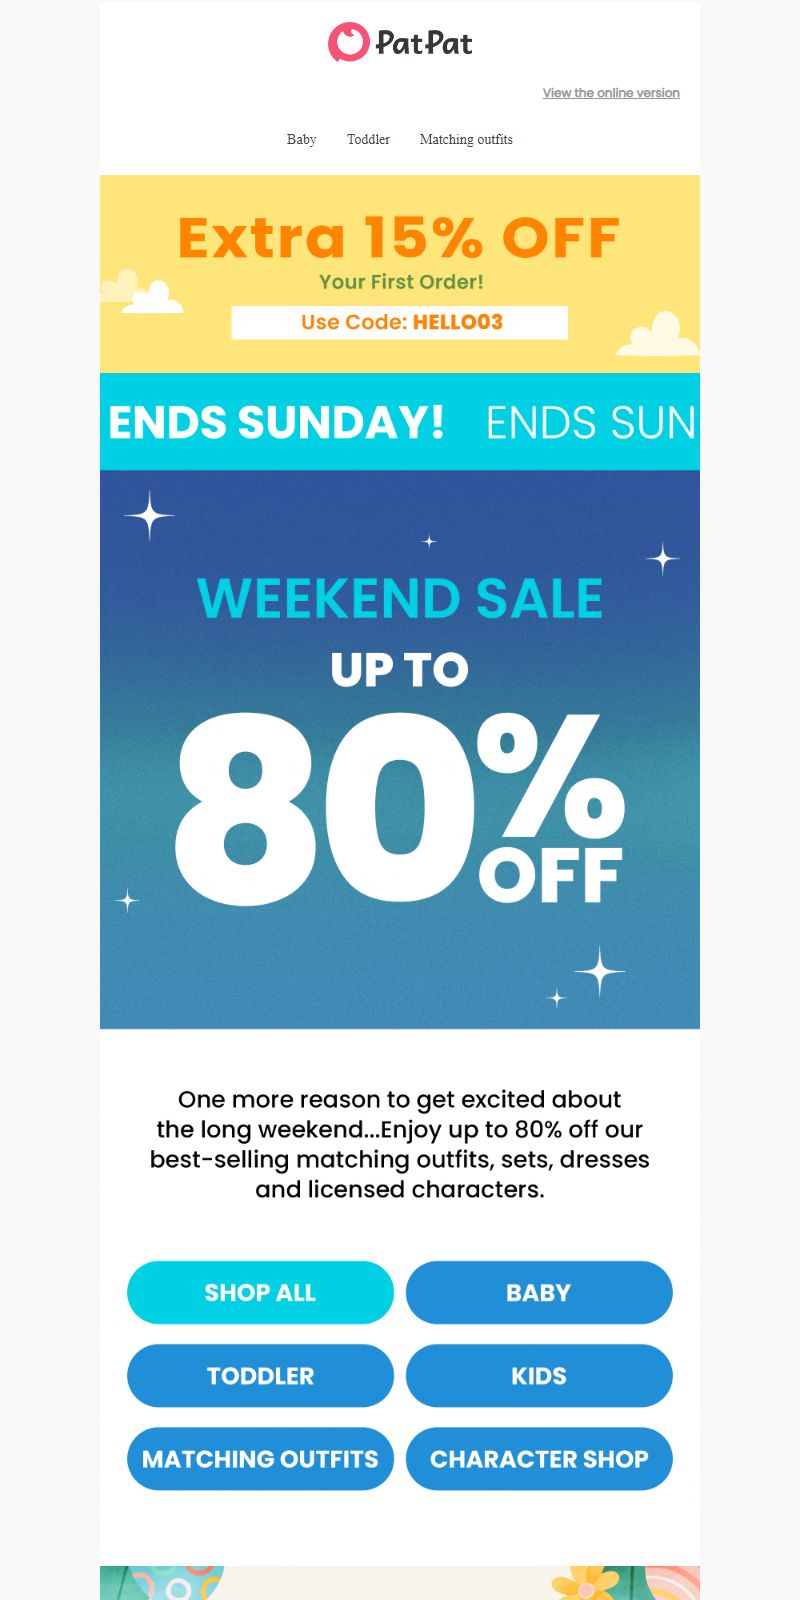 PatPat
View the online version
Baby Toddler Matching outfits
Extra 15% OFF
Your First Order!
Use Code: HELLO03
ENDS SUNDAY! ENDS SUN
WEEKEND SALE
UP TO
80%
OFF
One more reason to get excited about
the long weekend...Enjoy up to 80% off our
best-selling matching outfits, sets, dresses
and licensed characters.
SHOP ALL BABY
TODDLER KIDS
MATCHING OUTFITS CHARACTER SHOP